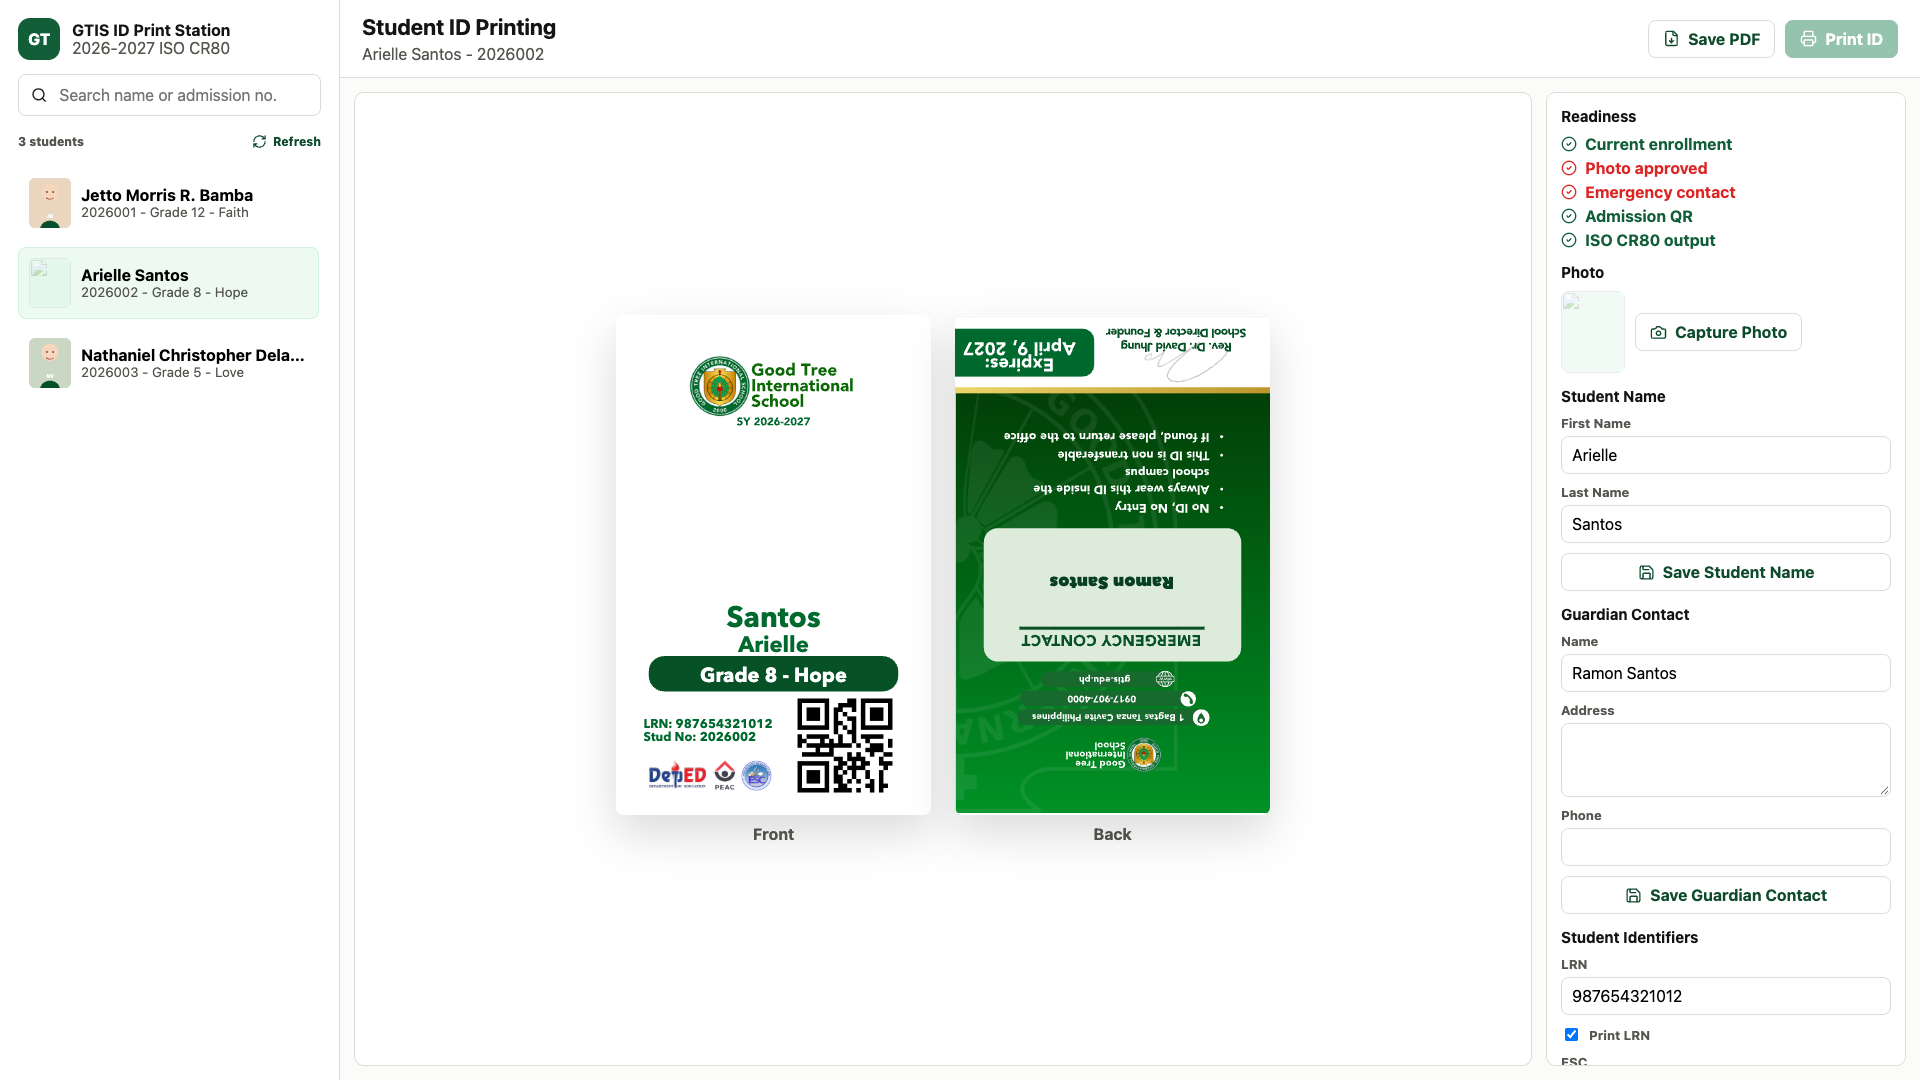 GT
GTIS ID Print Station
2026-2027 ISO CR80
Search name or admission no.
3 students
Refresh
Jetto Morris R. Bamba
2026001 - Grade 12 - Faith
Arielle Santos
2026002 - Grade 8 - Hope
Nathaniel Christopher Dela...
2026003 - Grade 5 - Love
Student ID Printing
Arielle Santos - 2026002
Save PDF
Print ID
Good Tree
International
School
SY 2026-2027
Santos
Arielle
Grade 8 - Hope
LRN: 987654321012
Stud No: 2026002
DepED
DEPARTMENT OF EDUCATION
PEAC
ESC
Front
Good Tree
International
School
1 Bagtas Tanza Cavite Philippines
0917-907-4000
gtis-edu.ph
EMERGENCY CONTACT
Ramon Santos
• No ID, No Entry
• Always wear this ID inside the
school campus
• This ID is non transferable
• If found, please return to the office
Expires:
April 9, 2027
Rev. Dr. David Jhung
School Director & Founder
Back
Readiness
Current enrollment
Photo approved
Emergency contact
Admission QR
ISO CR80 output
Photo
Capture Photo
Student Name
First Name
Arielle
Last Name
Santos
Save Student Name
Guardian Contact
Name
Ramon Santos
Address
Phone
Save Guardian Contact
Student Identifiers
LRN
987654321012
Print LRN
ESC